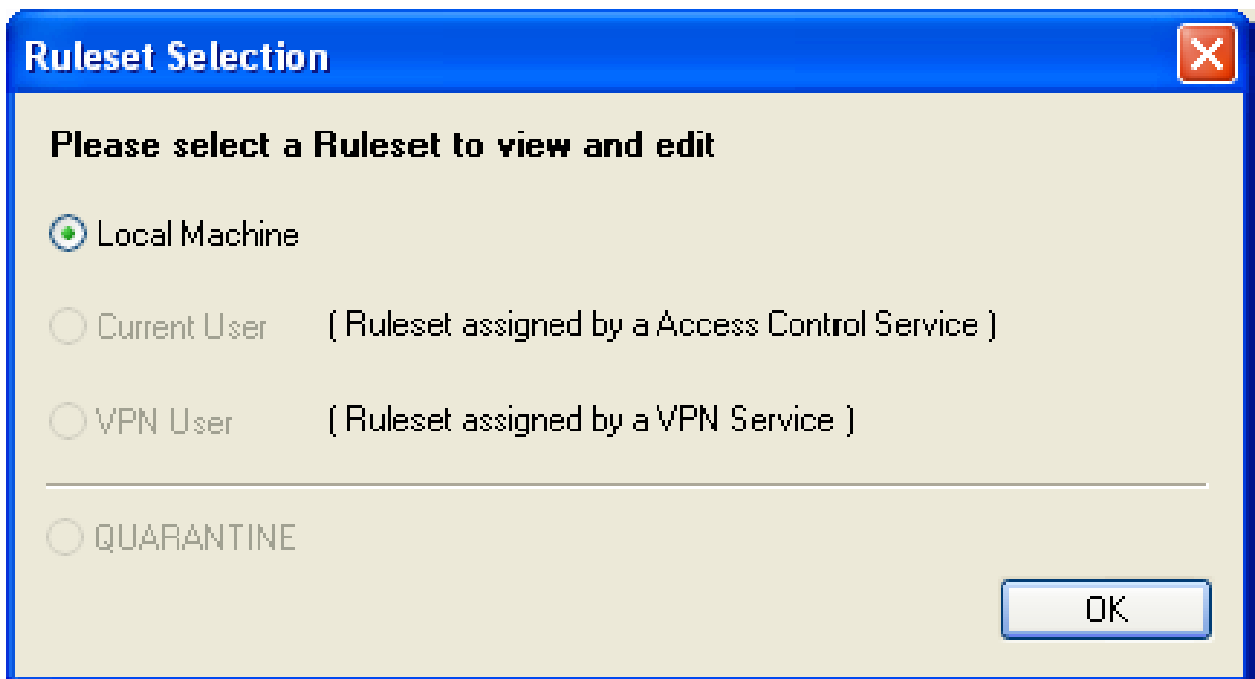 Ruleset Selection
Please select a Ruleset to view and edit
Local Machine
Current User ( Ruleset assigned by a Access Control Service )
VPN User ( Ruleset assigned by a VPN Service )
QUARANTINE
OK